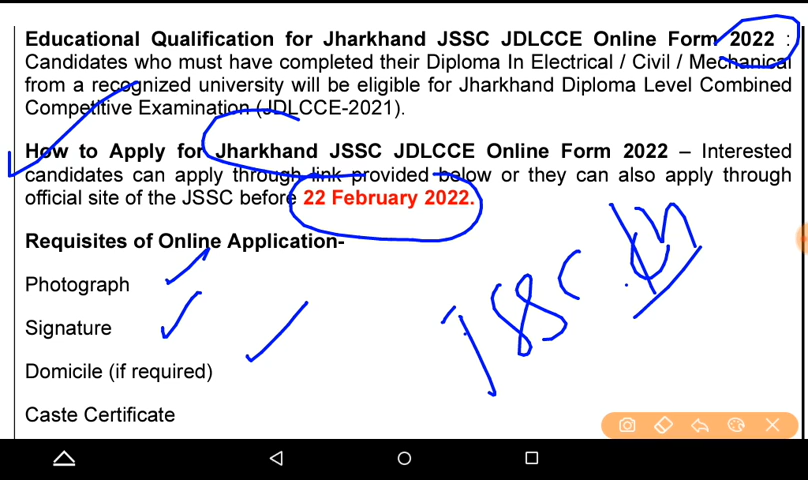 Educational Qualification for Jharkhand JSSC JDLCCE Online Form 2022 :
Candidates who must have completed their Diploma In Electrical / Civil / Mechanical
from a recognized university will be eligible for Jharkhand Diploma Level Combined
Competitive Examination (JDLCCE-2021).
How to Apply for Jharkhand JSSC JDLCCE Online Form 2022 – Interested
candidates can apply through link provided below or they can also apply through
official site of the JSSC before 22 February 2022.
Requisites of Online Application-
Photograph
Signature
Domicile (if required)
Caste Certificate
JSSC